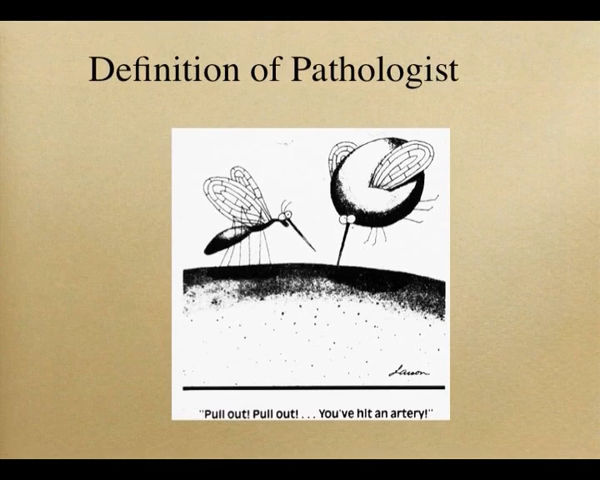 Definition of Pathologist
Larson
"Pull out! Pull out! . . . You've hit an artery!"